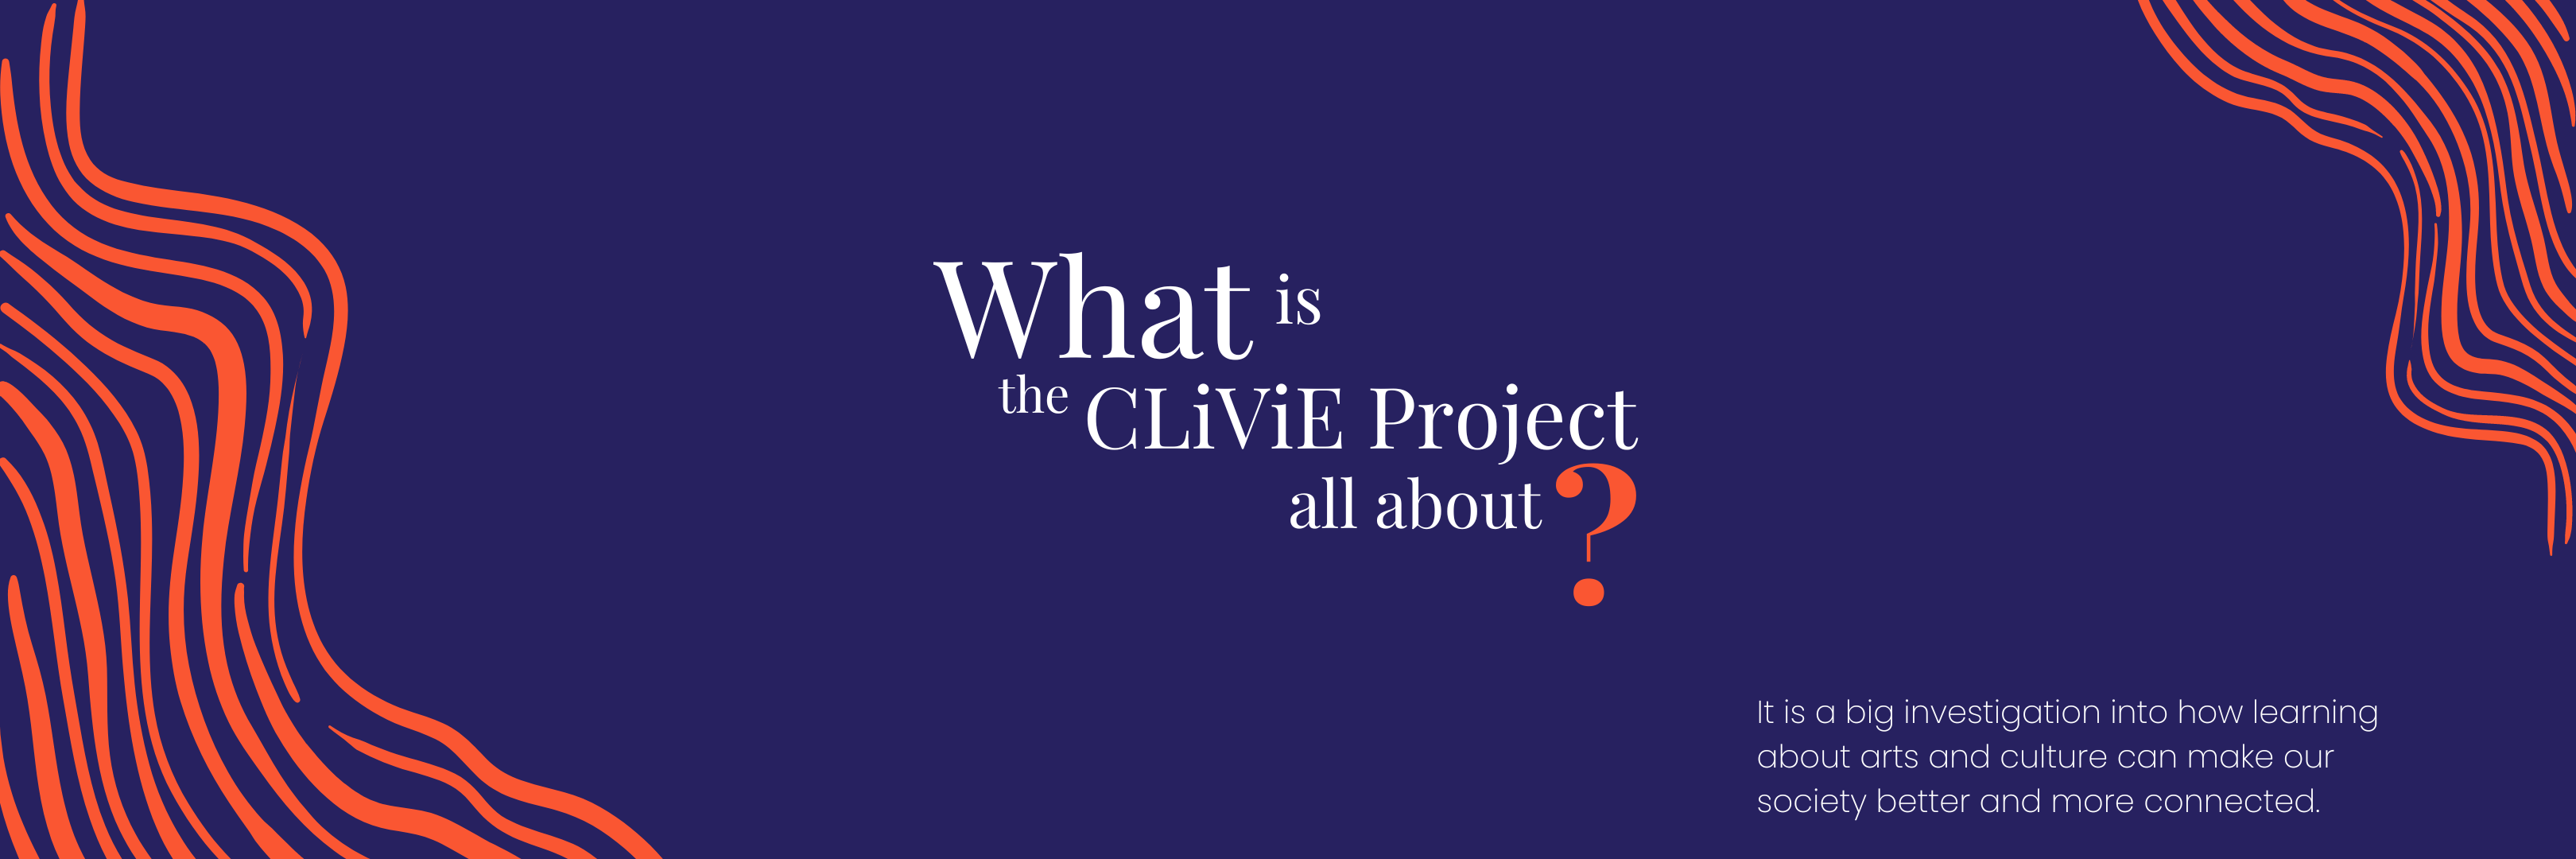 What is
the CLiViE Project
all about?
It is a big investigation into how learning
about arts and culture can make our
society better and more connected.